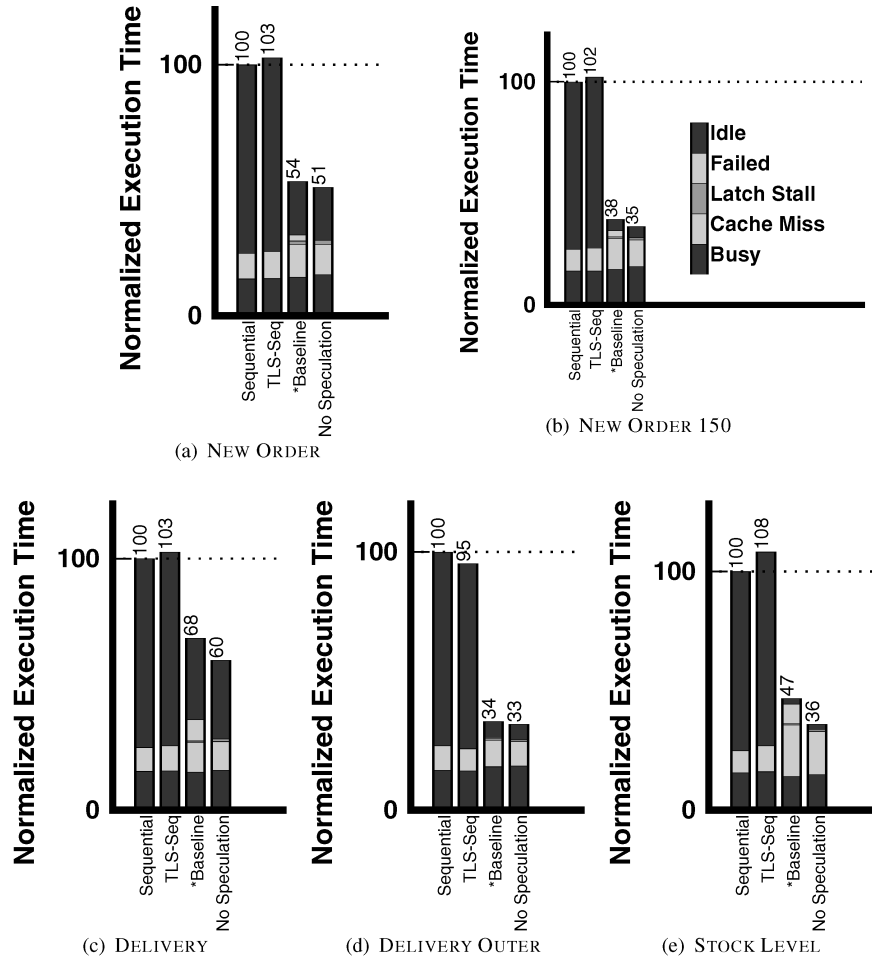 Normalized Execution Time
100
0
100
103
54
51
Sequential
TLS-Seq
*Baseline
No Speculation
(a) NEW ORDER
Normalized Execution Time
100
0
100
102
38
35
Idle
Failed
Latch Stall
Cache Miss
Busy
Sequential
TLS-Seq
*Baseline
No Speculation
(b) NEW ORDER 150
Normalized Execution Time
100
0
100
103
68
60
Sequential
TLS-Seq
*Baseline
No Speculation
(c) DELIVERY
Normalized Execution Time
100
0
100
95
34
33
Sequential
TLS-Seq
*Baseline
No Speculation
(d) DELIVERY OUTER
Normalized Execution Time
100
0
100
108
47
36
Sequential
TLS-Seq
*Baseline
No Speculation
(e) STOCK LEVEL